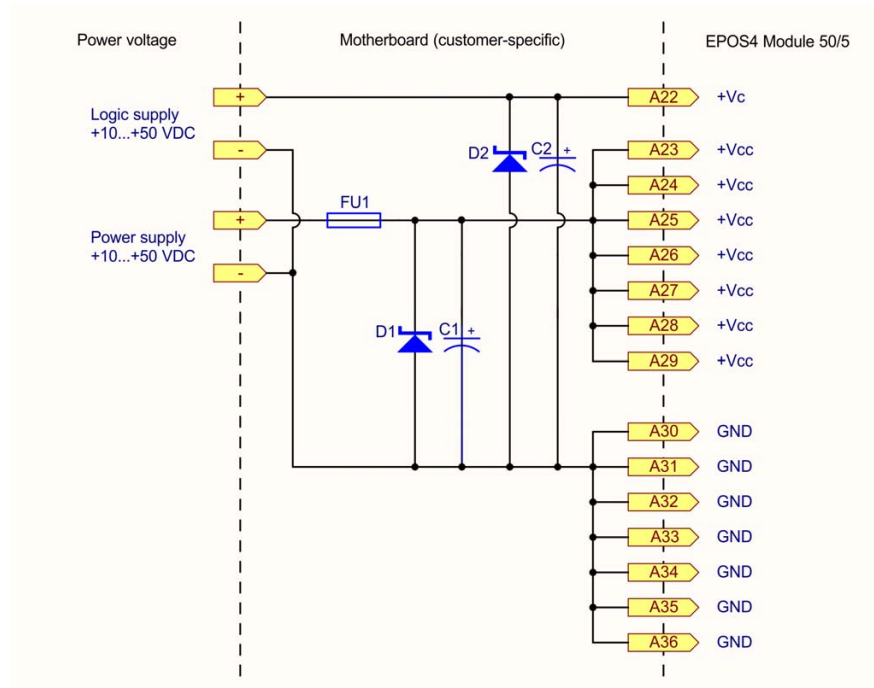 Power voltage
Motherboard (customer-specific)
EPOS4 Module 50/5
Logic supply
+10...+50 VDC
+
-
Power supply
+10...+50 VDC
+
-
FU1
D1
C1
+
D2
C2
+
A22 +Vc
A23 +Vcc
A24 +Vcc
A25 +Vcc
A26 +Vcc
A27 +Vcc
A28 +Vcc
A29 +Vcc
A30 GND
A31 GND
A32 GND
A33 GND
A34 GND
A35 GND
A36 GND